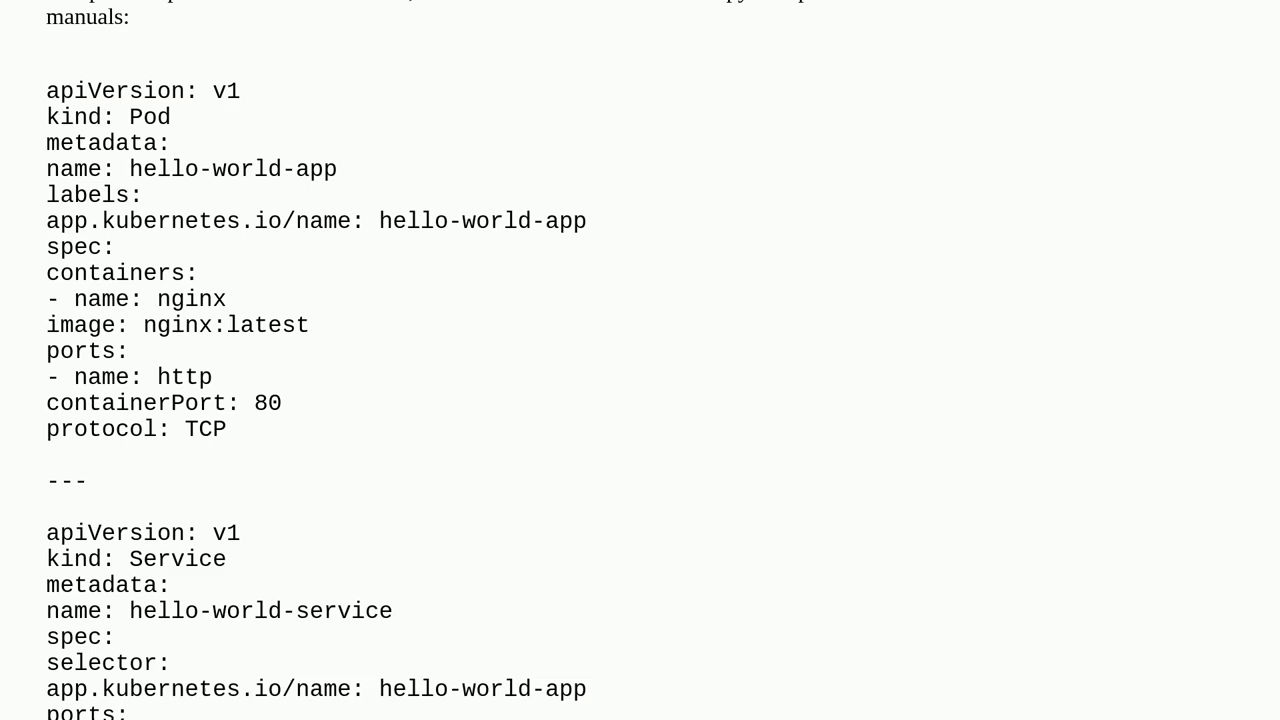 manuals:
apiVersion: v1
kind: Pod
metadata:
name: hello-world-app
labels:
app.kubernetes.io/name: hello-world-app
spec:
containers:
- name: nginx
image: nginx:latest
ports:
- name: http
containerPort: 80
protocol: TCP
---
apiVersion: v1
kind: Service
metadata:
name: hello-world-service
spec:
selector:
app.kubernetes.io/name: hello-world-app
ports: